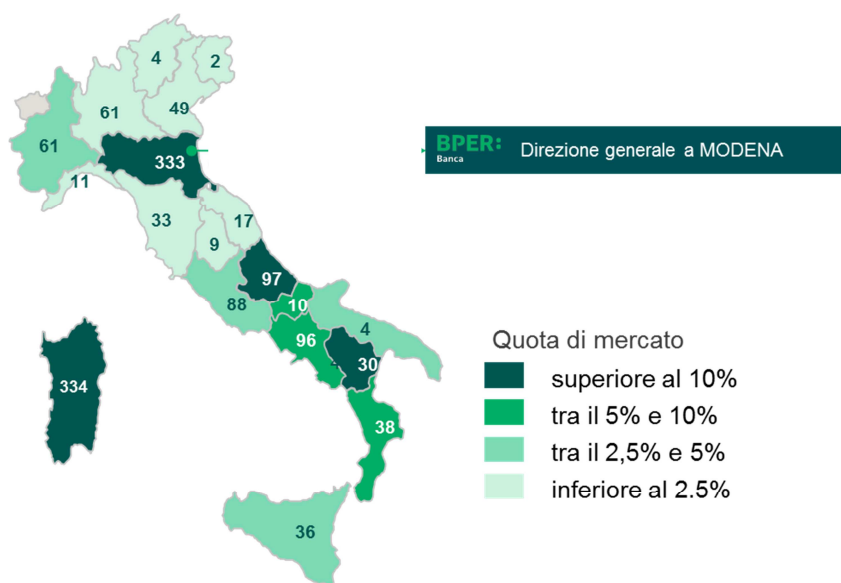 4
2
49
61
61
333
11
33
17
9
97
88
10
4
96
30
334
38
36
BPER:
Banca
Direzione generale a MODENA
Quota di mercato
superiore al 10%
tra il 5% e 10%
tra il 2,5% e 5%
inferiore al 2.5%